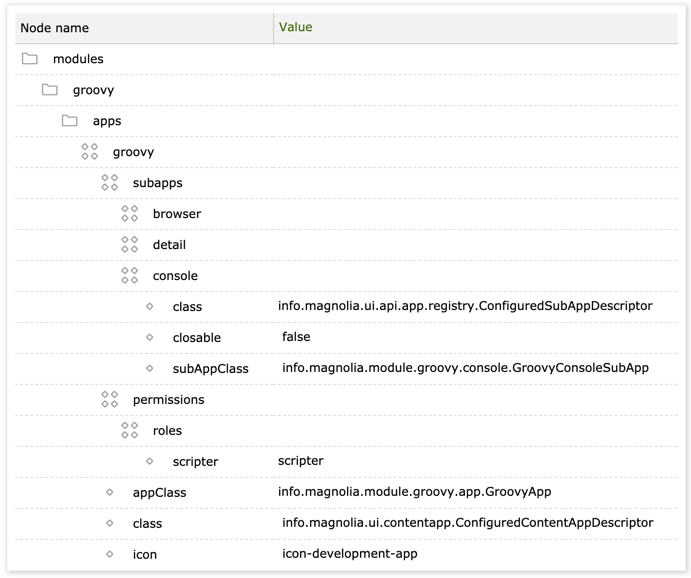 Node name Value
modules
groovy
apps
groovy
subapps
browser
detail
console
class info.magnolia.ui.api.app.registry.ConfiguredSubAppDescriptor
closable false
subAppClass info.magnolia.module.groovy.console.GroovyConsoleSubApp
permissions
roles
scripter scripter
appClass info.magnolia.module.groovy.app.GroovyApp
class info.magnolia.ui.contentapp.ConfiguredContentAppDescriptor
icon icon-development-app